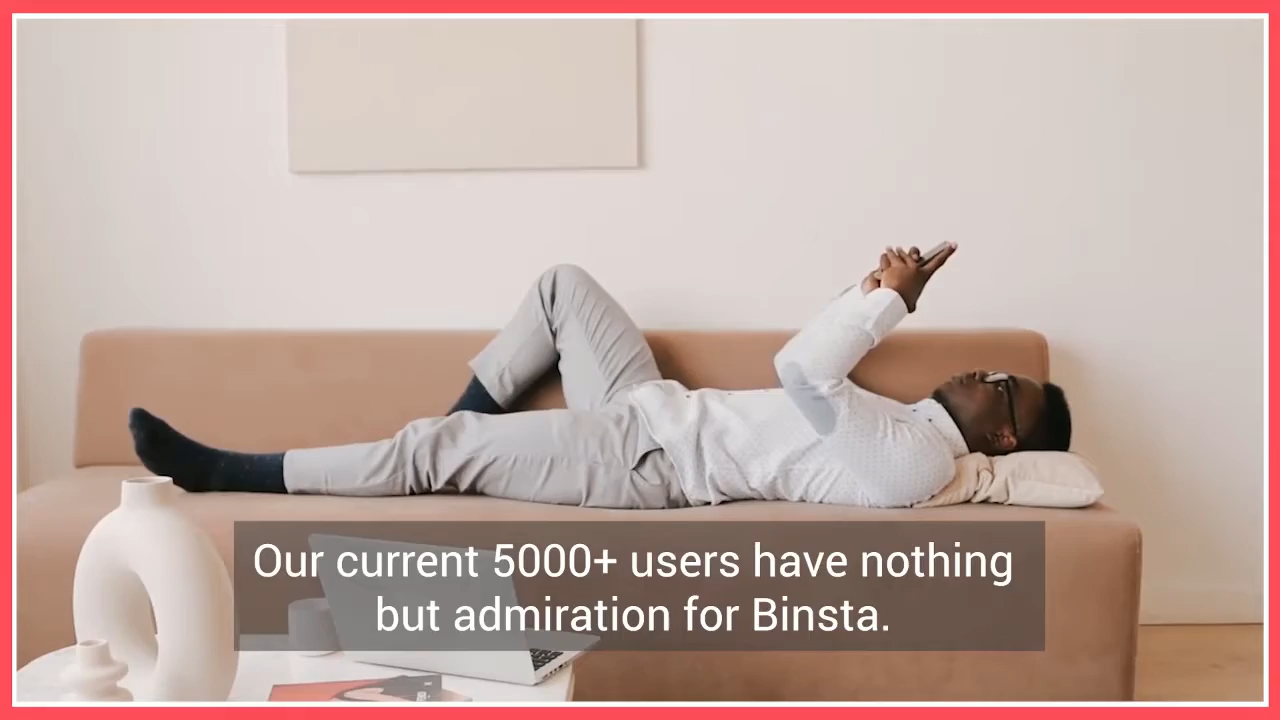 Our current 5000+ users have nothing
but admiration for Binsta.